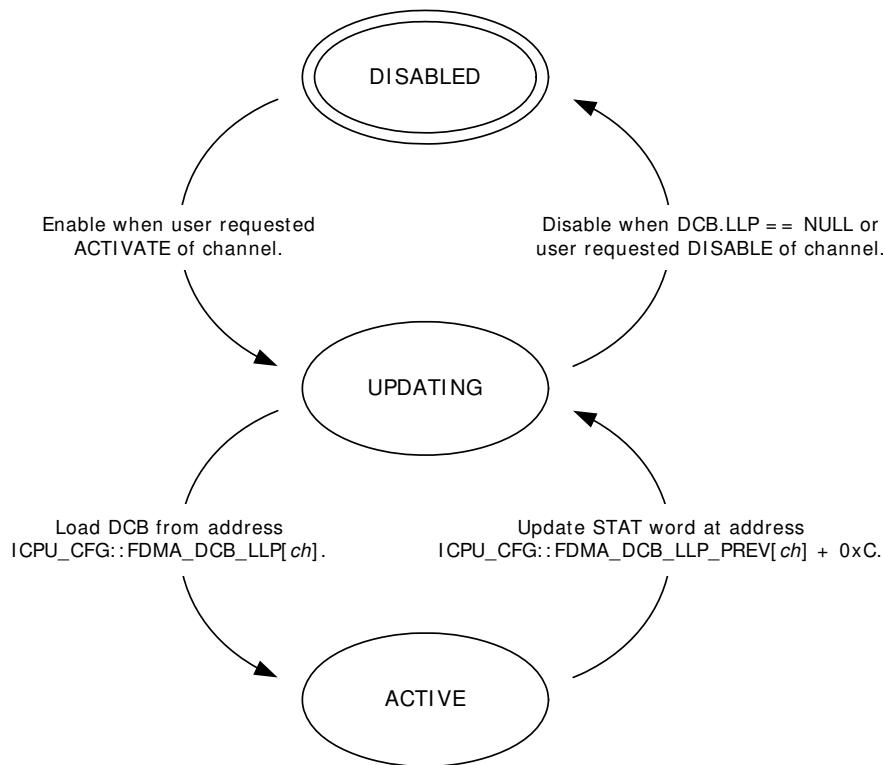 DISABLED
Enable when user requested
ACTIVATE of channel.
Disable when DCB.LLP == NULL or
user requested DISABLE of channel.
UPDATING
Load DCB from address
ICPU_CFG::FDMA_DCB_LLP[ch].
Update STAT word at address
ICPU_CFG::FDMA_DCB_LLP_PREV[ch] + 0xC.
ACTIVE